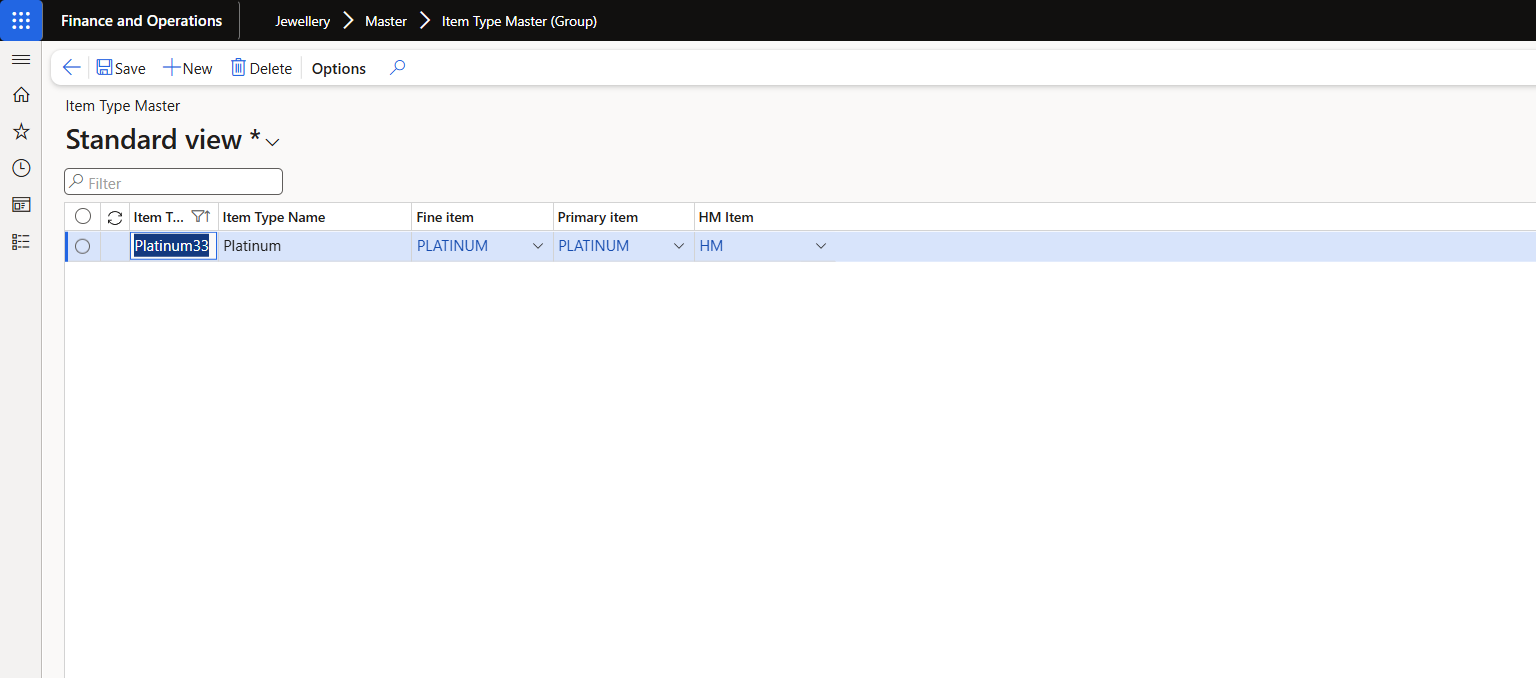 Finance and Operations Jewellery Master Item Type Master (Group)
Save New Delete Options
Item Type Master
Standard view *
Filter
Item T... Item Type Name Fine item Primary item HM Item
Platinum33 Platinum PLATINUM PLATINUM HM